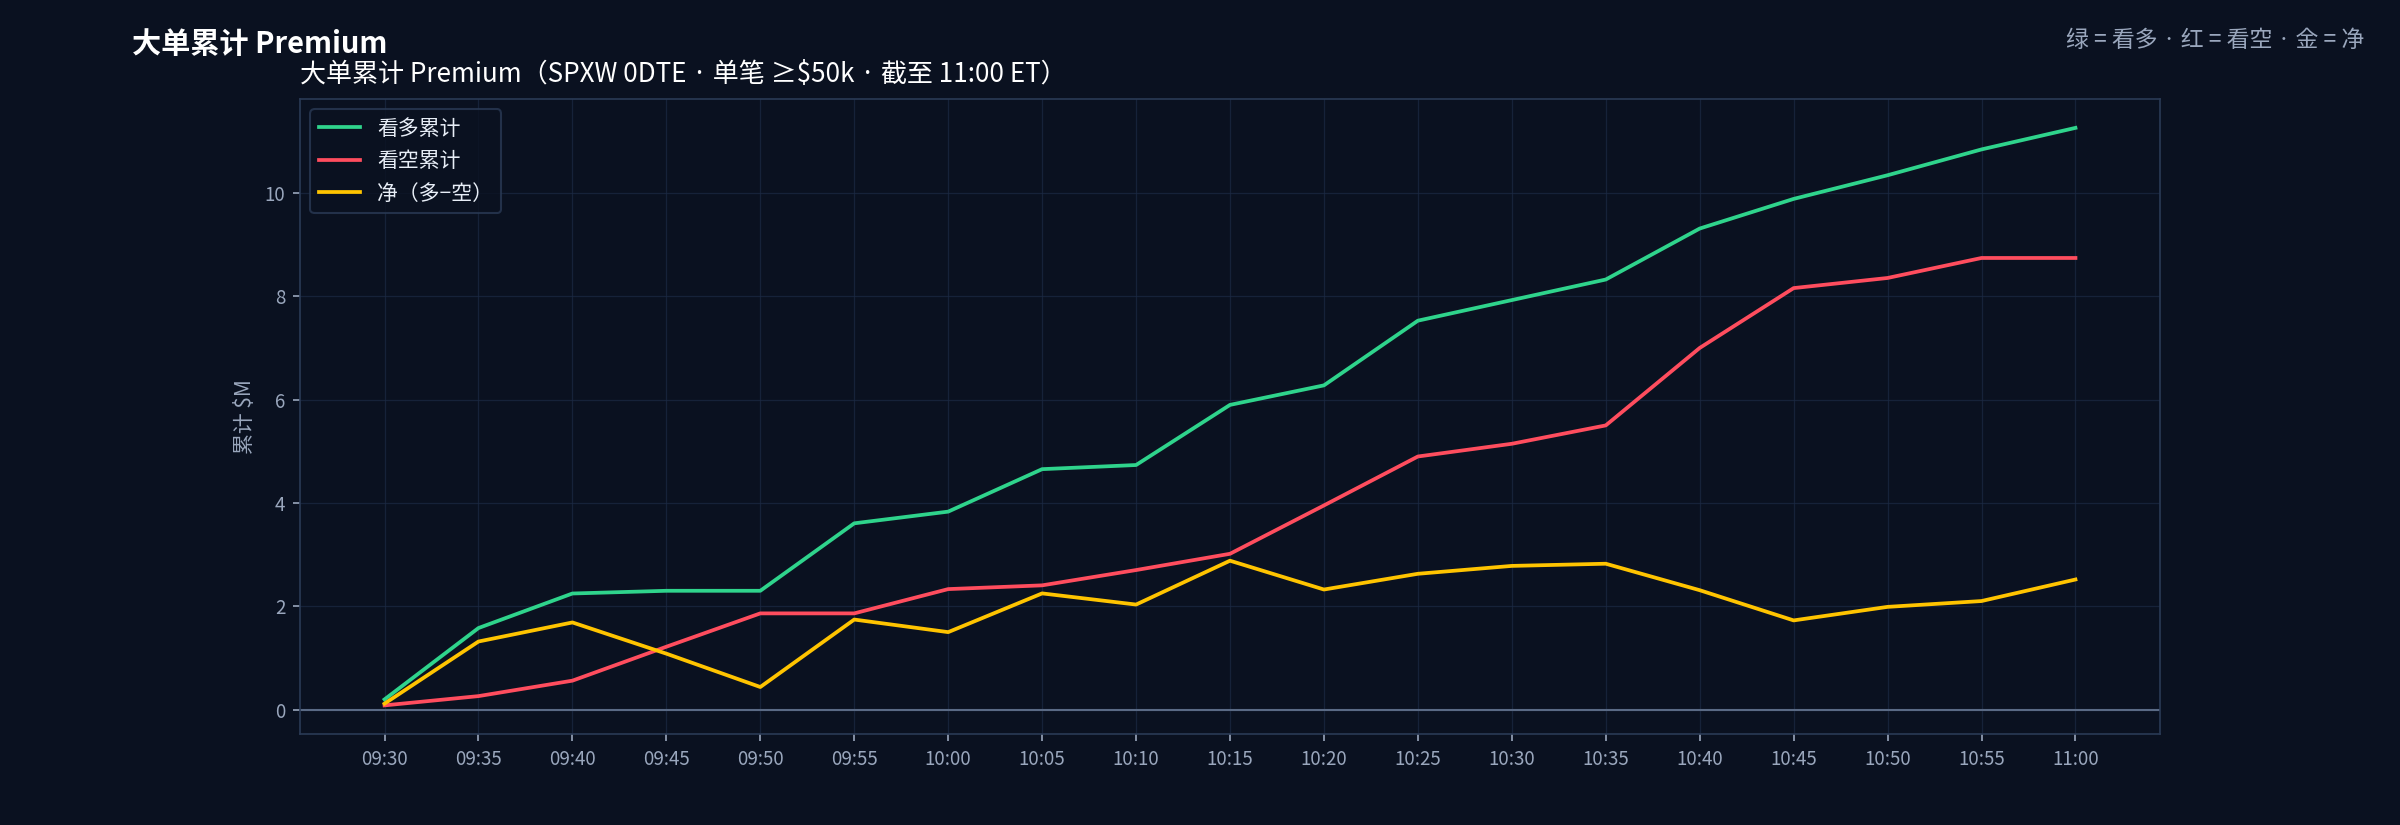 大单累计 Premium
绿 = 看多 · 红 = 看空 · 金 = 净
大单累计 Premium（SPXW 0DTE · 单笔 ≥$50k · 截至 11:00 ET）
看多累计
看空累计
净（多−空）
累计 $M
10
8
6
4
2
0
09:30 09:35 09:40 09:45 09:50 09:55 10:00 10:05 10:10 10:15 10:20 10:25 10:30 10:35 10:40 10:45 10:50 10:55 11:00